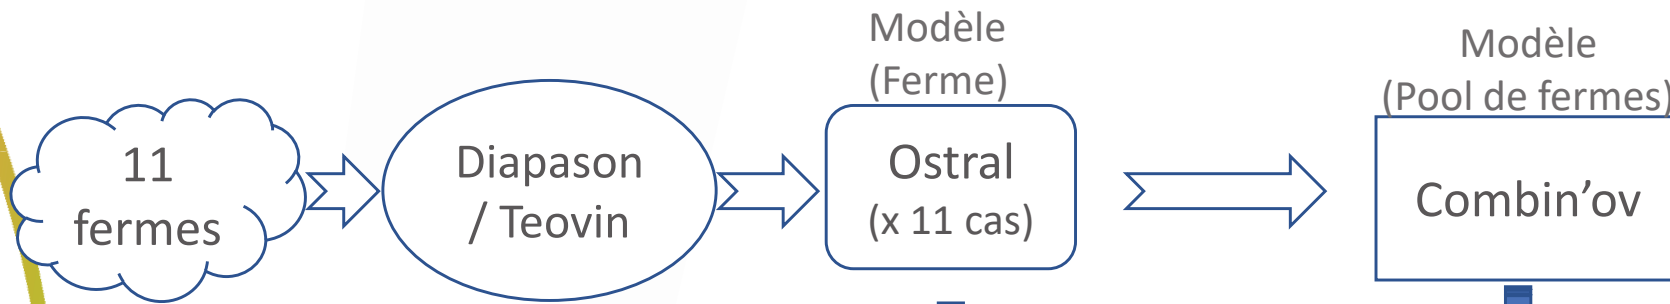 11
fermes
Diapason
/ Teovin
Modèle
(Ferme)
Ostral
(x 11 cas)
Modèle
(Pool de fermes)
Combin’ov